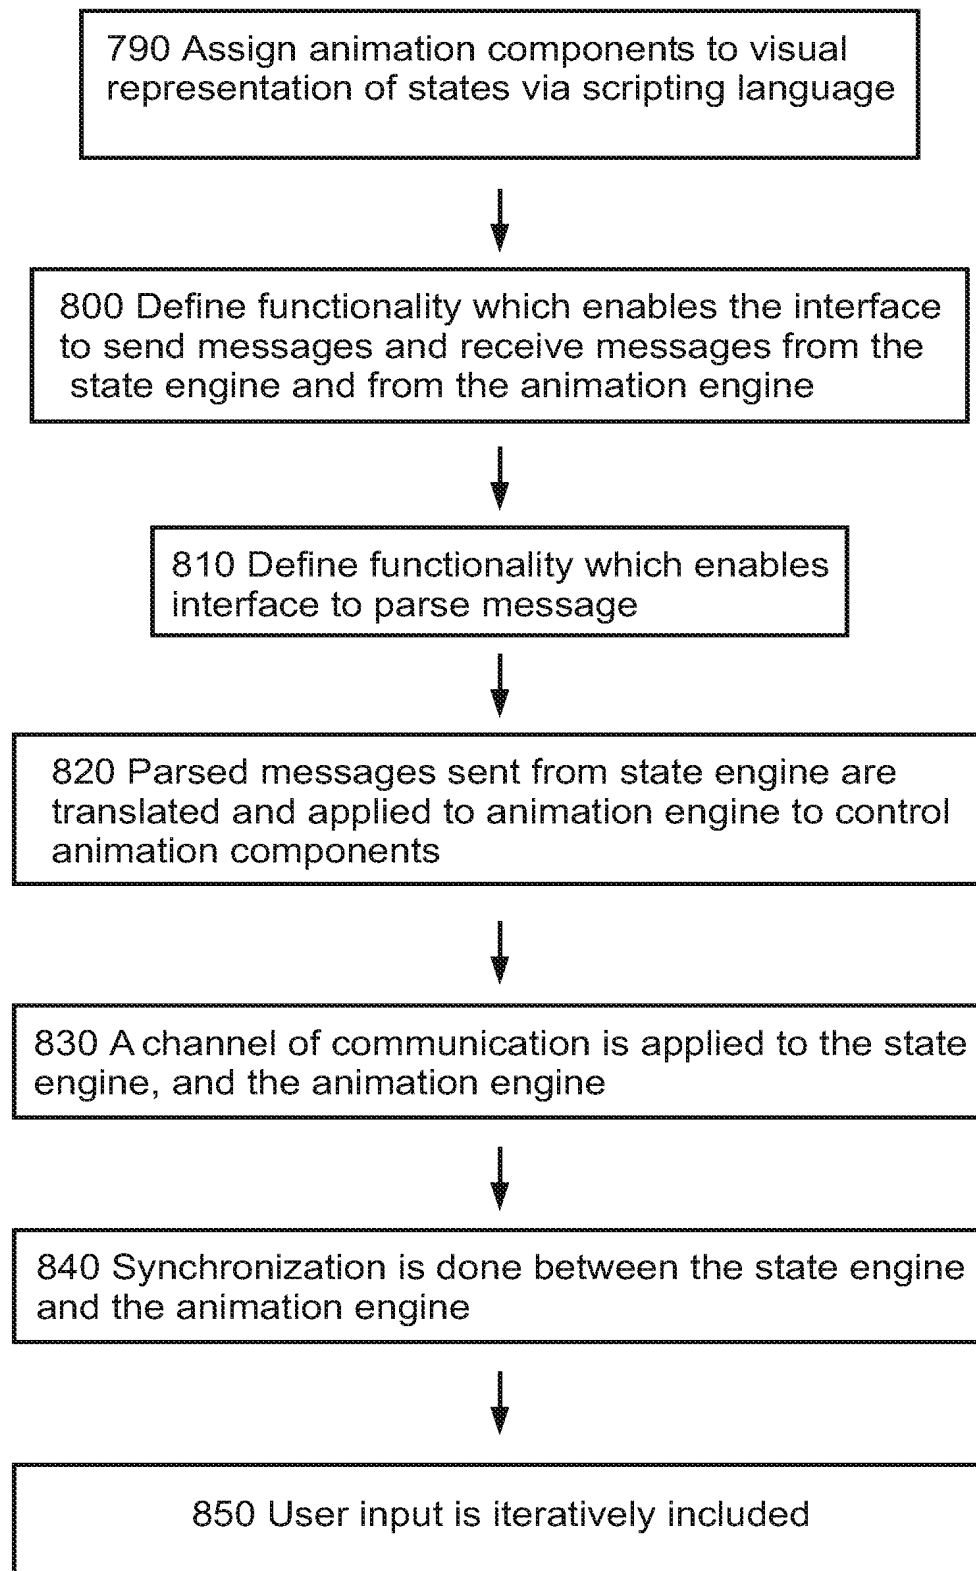 790 Assign animation components to visual
representation of states via scripting language
800 Define functionality which enables the interface
to send messages and receive messages from the
state engine and from the animation engine
810 Define functionality which enables
interface to parse message
820 Parsed messages sent from state engine are
translated and applied to animation engine to control
animation components
830 A channel of communication is applied to the state
engine, and the animation engine
840 Synchronization is done between the state engine
and the animation engine
850 User input is iteratively included